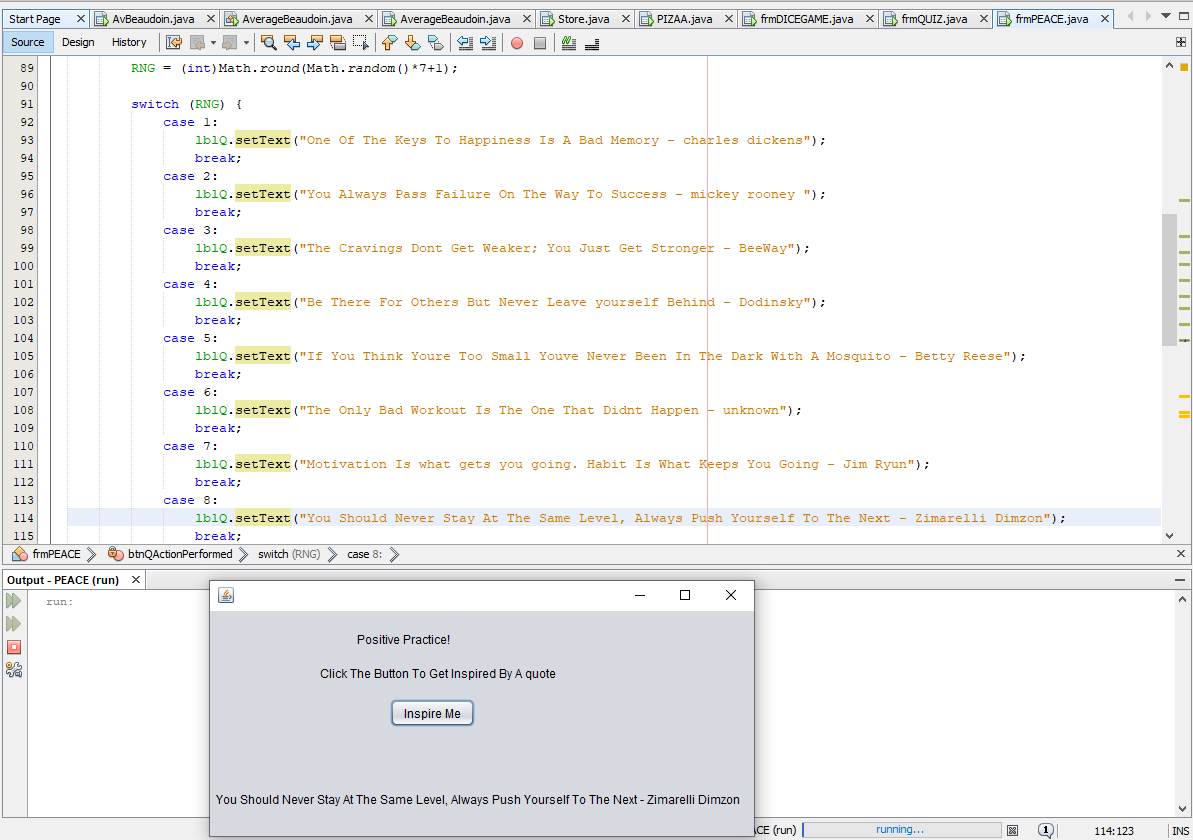 Start Page AvBeaudoin.java AverageBeaudoin.java AverageBeaudoin.java Store.java PIZAA.java frmDICEGAME.java frmQUIZ.java frmPEACE.java
Source Design History
89 RNG = (int)Math.round(Math.random()*7+1);
90
91 switch (RNG) {
92 case 1:
93 lblQ.setText("One Of The Keys To Happiness Is A Bad Memory - charles dickens");
94 break;
95 case 2:
96 lblQ.setText("You Always Pass Failure On The Way To Success - mickey rooney ");
97 break;
98 case 3:
99 lblQ.setText("The Cravings Dont Get Weaker; You Just Get Stronger - BeeWay");
100 break;
101 case 4:
102 lblQ.setText("Be There For Others But Never Leave yourself Behind - Dodinsky");
103 break;
104 case 5:
105 lblQ.setText("If You Think Youre Too Small Youve Never Been In The Dark With A Mosquito - Betty Reese");
106 break;
107 case 6:
108 lblQ.setText("The Only Bad Workout Is The One That Didnt Happen - unknown");
109 break;
110 case 7:
111 lblQ.setText("Motivation Is what gets you going. Habit Is What Keeps You Going - Jim Ryun");
112 break;
113 case 8:
114 lblQ.setText("You Should Never Stay At The Same Level, Always Push Yourself To The Next - Zimarelli Dimzon");
115 break;
frmPEACE btnQActionPerformed switch (RNG) case 8:
Output - PEACE (run)
run:
Positive Practice!
Click The Button To Get Inspired By A quote
Inspire Me
You Should Never Stay At The Same Level, Always Push Yourself To The Next - Zimarelli Dimzon
ACE (run) running... 1 114:123 INS